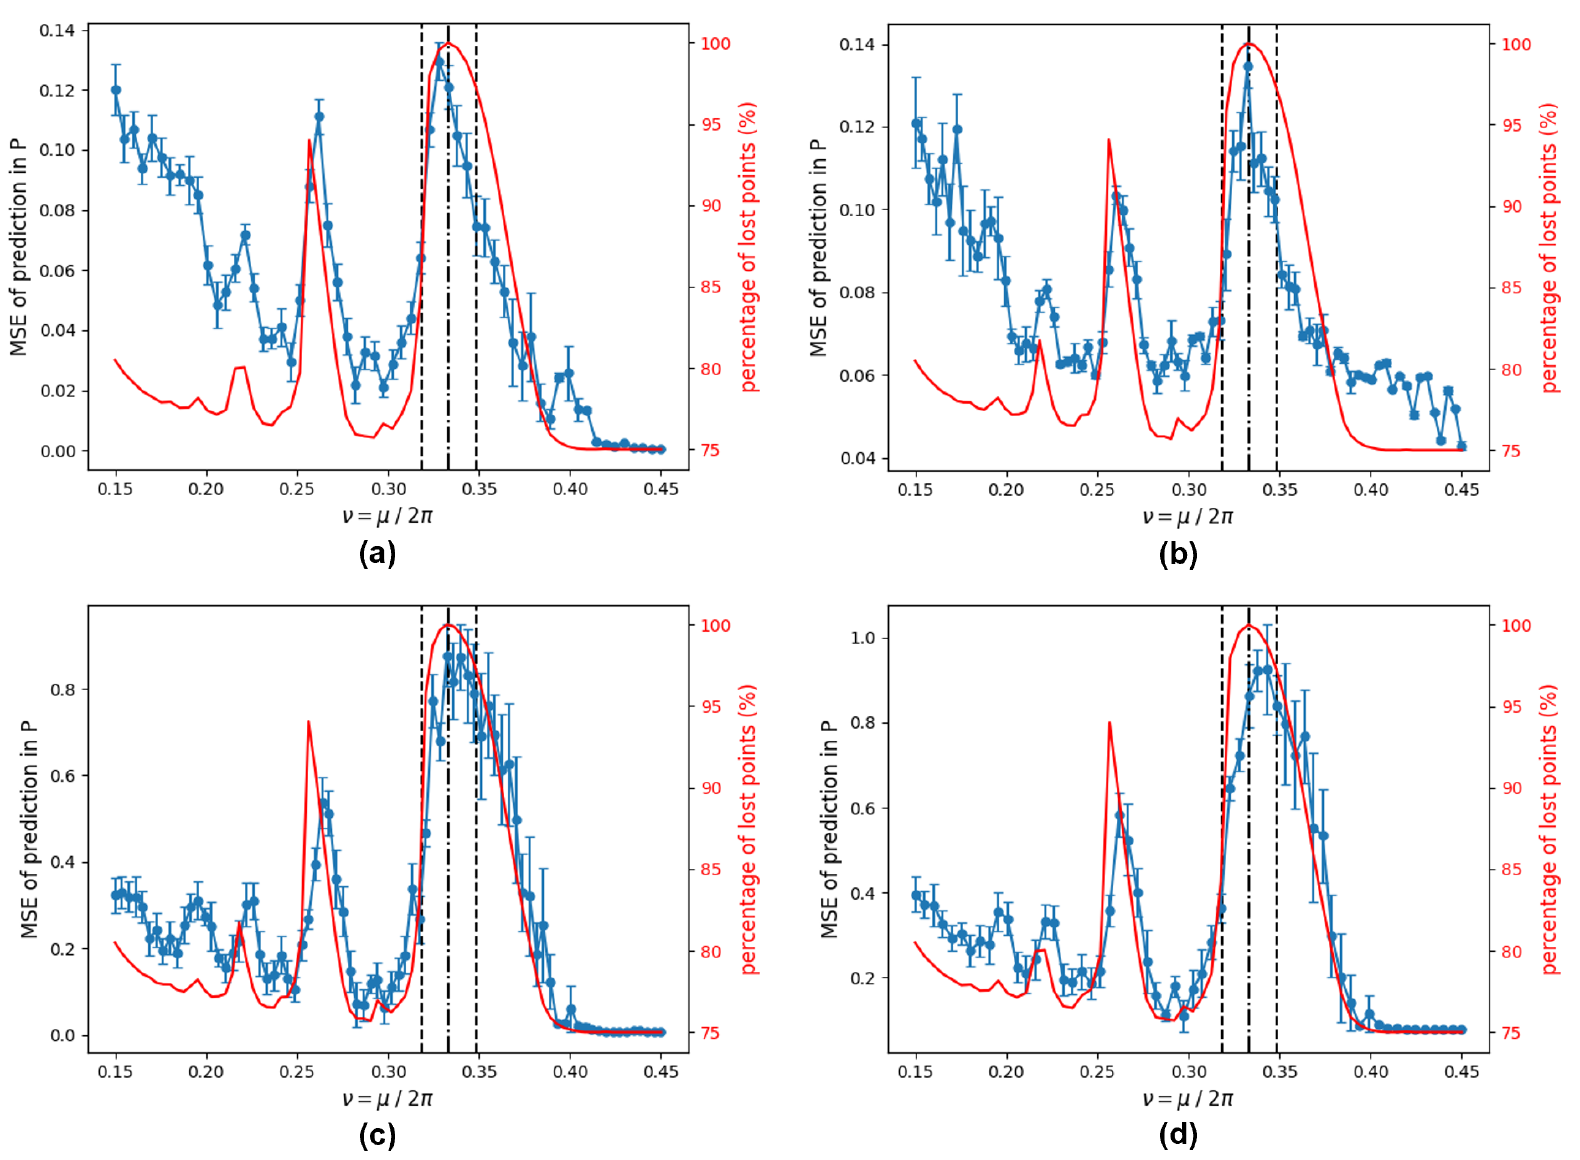 MSE of prediction in P
0.14
0.12
0.10
0.08
0.06
0.04
0.02
0.00
100
95
90
85
80
75
percentage of lost points (%)
0.15 0.20 0.25 0.30 0.35 0.40 0.45
ν = μ / 2π
(a)
MSE of prediction in P
0.14
0.12
0.10
0.08
0.06
0.04
100
95
90
85
80
75
percentage of lost points (%)
0.15 0.20 0.25 0.30 0.35 0.40 0.45
ν = μ / 2π
(b)
MSE of prediction in P
0.8
0.6
0.4
0.2
0.0
100
95
90
85
80
75
percentage of lost points (%)
0.15 0.20 0.25 0.30 0.35 0.40 0.45
ν = μ / 2π
(c)
MSE of prediction in P
1.0
0.8
0.6
0.4
0.2
100
95
90
85
80
75
percentage of lost points (%)
0.15 0.20 0.25 0.30 0.35 0.40 0.45
ν = μ / 2π
(d)